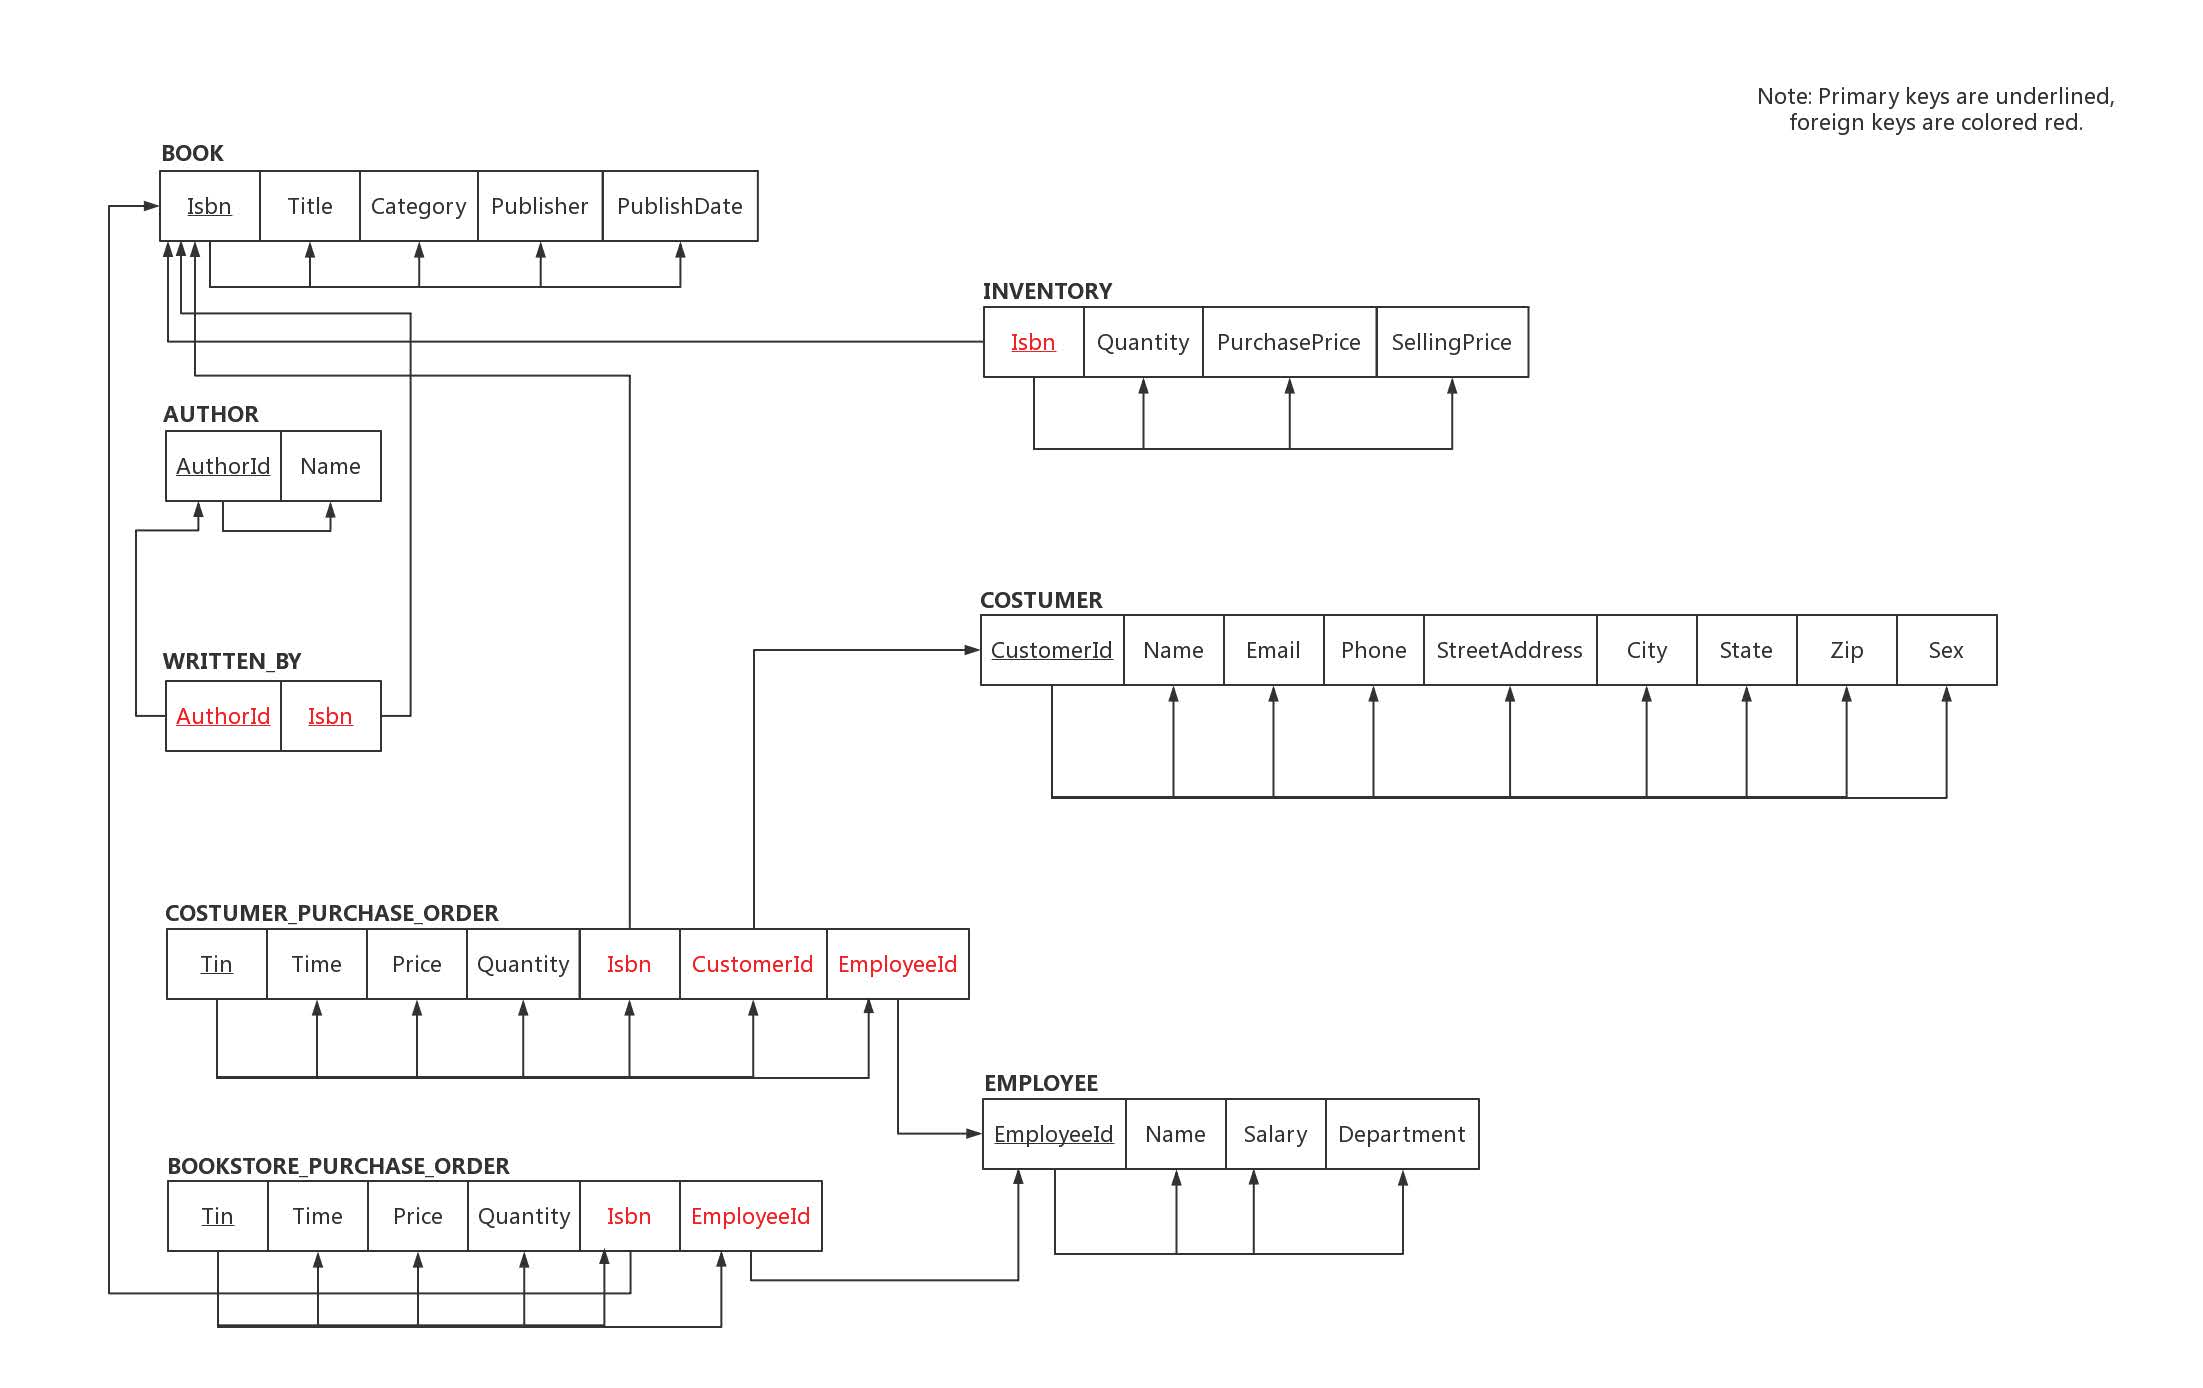 Note: Primary keys are underlined,
foreign keys are colored red.
BOOK
Isbn Title Category Publisher PublishDate
INVENTORY
Isbn Quantity PurchasePrice SellingPrice
AUTHOR
AuthorId Name
COSTUMER
CustomerId Name Email Phone StreetAddress City State Zip Sex
WRITTEN_BY
AuthorId Isbn
COSTUMER_PURCHASE_ORDER
Tin Time Price Quantity Isbn CustomerId EmployeeId
EMPLOYEE
EmployeeId Name Salary Department
BOOKSTORE_PURCHASE_ORDER
Tin Time Price Quantity Isbn EmployeeId